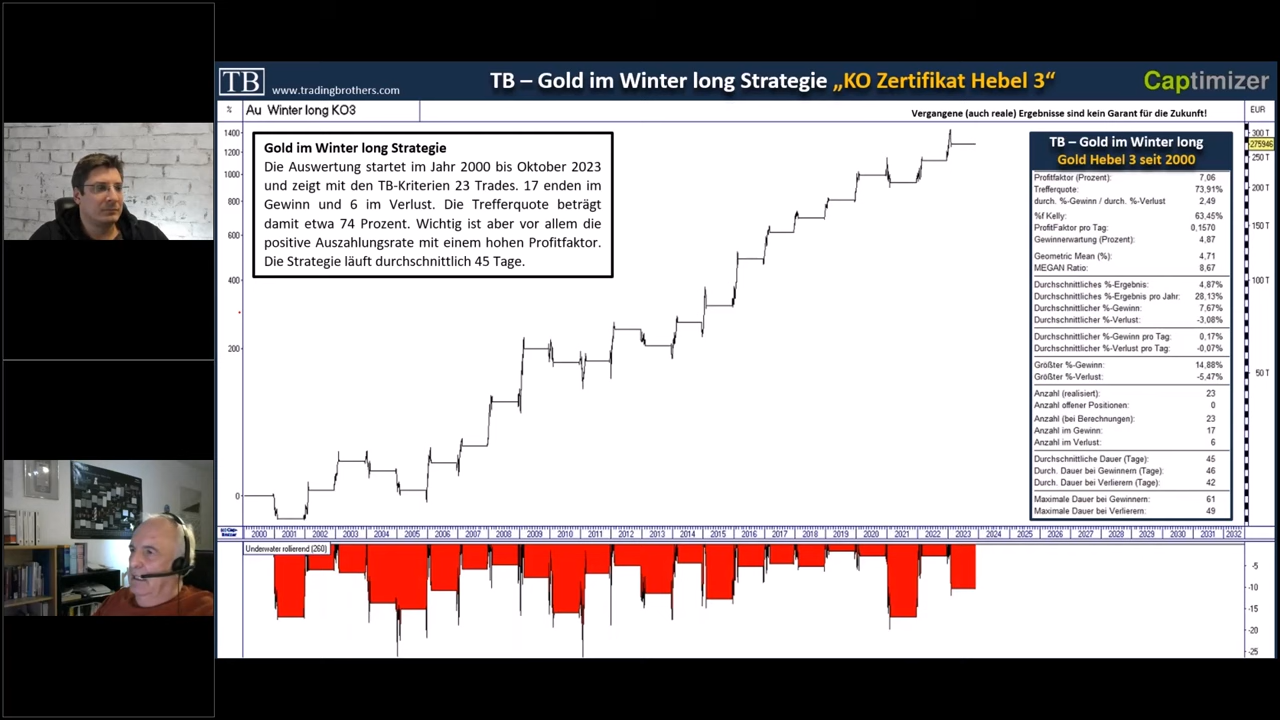 TB www.tradingbrothers.com
TB – Gold im Winter long Strategie „KO Zertifikat Hebel 3“
Captimizer
% Au Winter long KO3
Vergangene (auch reale) Ergebnisse sind kein Garant für die Zukunft!
EUR
Gold im Winter long Strategie
Die Auswertung startet im Jahr 2000 bis Oktober 2023
und zeigt mit den TB-Kriterien 23 Trades. 17 enden im
Gewinn und 6 im Verlust. Die Trefferquote beträgt
damit etwa 74 Prozent. Wichtig ist aber vor allem die
positive Auszahlungsrate mit einem hohen Profitfaktor.
Die Strategie läuft durchschnittlich 45 Tage.
1400
1200
1000
800
600
400
200
0
TB – Gold im Winter long
Gold Hebel 3 seit 2000
Profitfaktor (Prozent): 7,06
Trefferquote: 73,91%
durch. %-Gewinn / durch. %-Verlust 2,49
%f Kelly: 63,45%
ProfitFaktor pro Tag: 0,1570
Gewinnerwartung (Prozent): 4,87
Geometric Mean (%): 4,71
MEGAN Ratio: 8,67
Durchschnittliches %-Ergebnis: 4,87%
Durchschnittliches %-Ergebnis pro Jahr: 28,13%
Durchschnittlicher %-Gewinn: 7,67%
Durchschnittlicher %-Verlust: -3,08%
Durchschnittlicher %-Gewinn pro Tag: 0,17%
Durchschnittlicher %-Verlust pro Tag: -0,07%
Größter %-Gewinn: 14,88%
Größter %-Verlust: -5,47%
Anzahl (realisiert): 23
Anzahl offener Positionen: 0
Anzahl (bei Berechnungen): 23
Anzahl im Gewinn: 17
Anzahl im Verlust: 6
Durchschnittliche Dauer (Tage): 45
Durch. Dauer bei Gewinnern (Tage): 46
Durch. Dauer bei Verlierern (Tage): 42
Maximale Dauer bei Gewinnern: 61
Maximale Dauer bei Verlierern: 49
300 T
275946
250 T
200 T
150 T
100 T
50 T
2000 2001 2002 2003 2004 2005 2006 2007 2008 2009 2010 2011 2012 2013 2014 2015 2016 2017 2018 2019 2020 2021 2022 2023 2024 2025 2026 2027 2028 2029 2030 2031 2032
Underwater rollierend (260)
-5
-10
-15
-20
-25